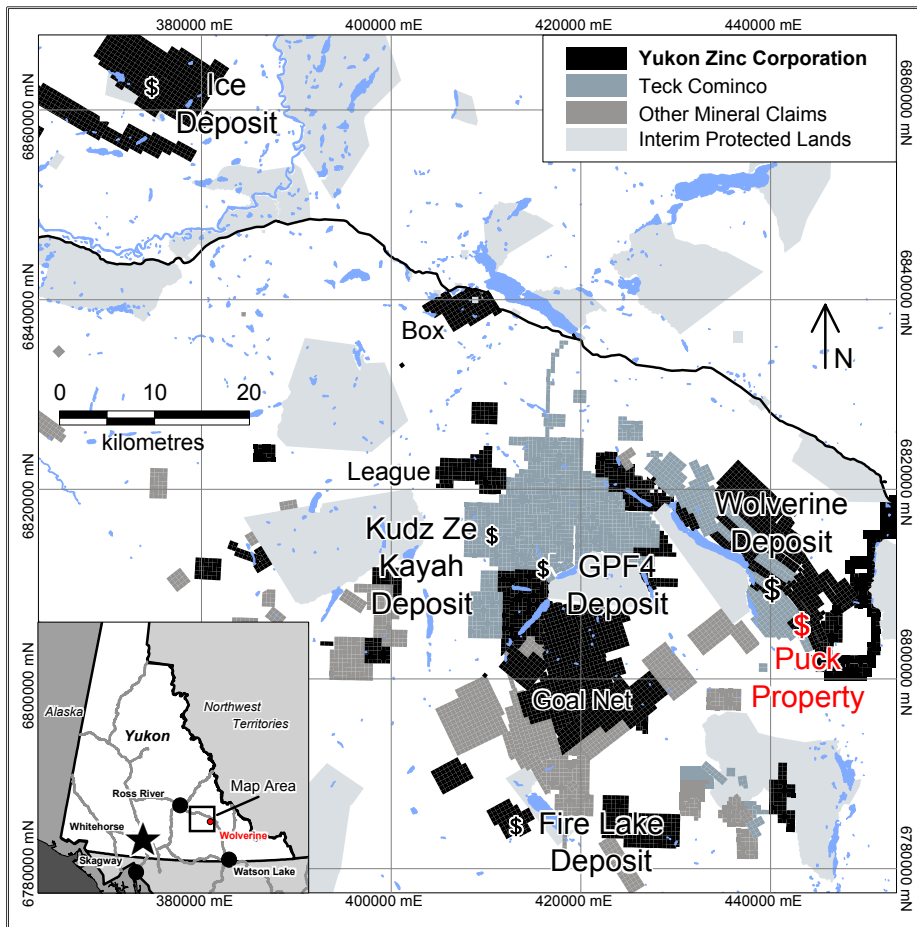 380000 mE
400000 mE
420000 mE
440000 mE
Yukon Zinc Corporation
Teck Cominco
Other Mineral Claims
Interim Protected Lands
$
Ice
Deposit
6860000 mN
6880000 mN
6840000 mN
6840000 mN
Box
N
0
10
20
kilometres
League
6820000 mN
6820000 mN
Wolverine
Deposit
Kudz Ze
Kayah
Deposit
$
$
GPF4
Deposit
$
$
Puck
Property
Goal Net
6800000 mN
6800000 mN
Alaska
Yukon
Northwest
Territories
Ross River
Map Area
Whitehorse
Wolverine
Skagway
Watson Lake
$
Fire Lake
Deposit
6780000 mN
6780000 mN
380000 mE
400000 mE
420000 mE
440000 mE